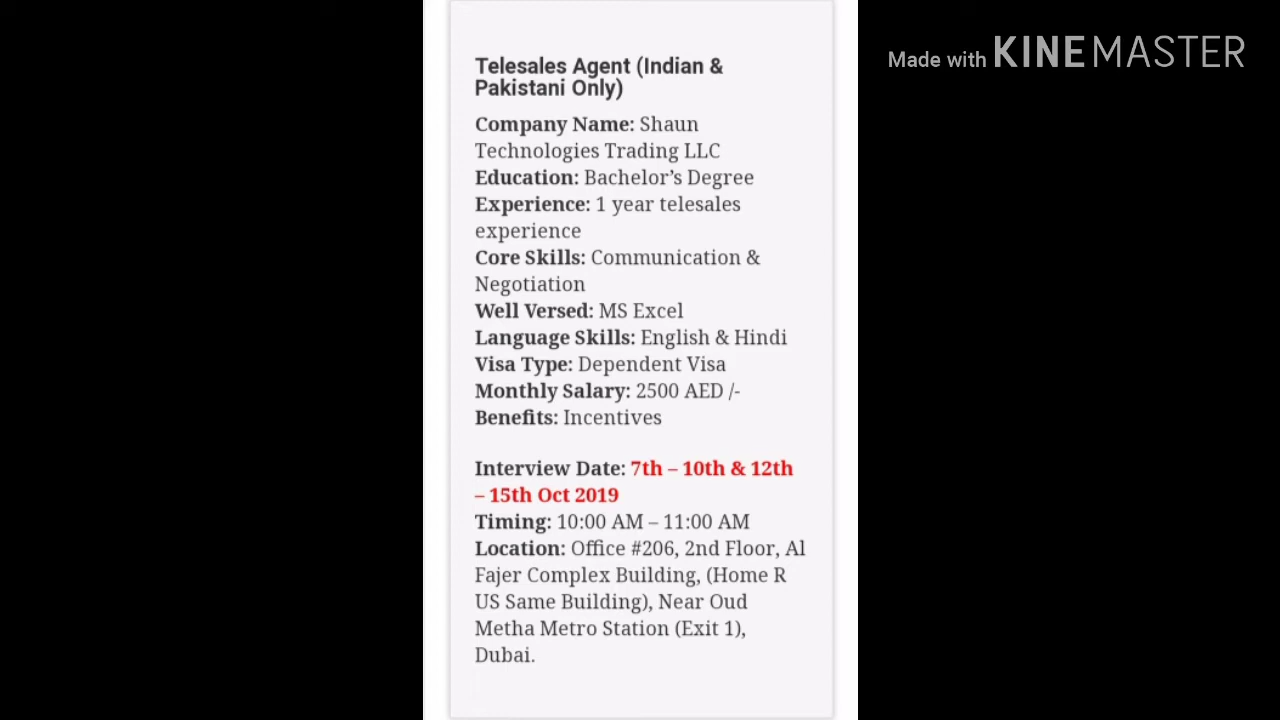 Made with KINEMASTER
Telesales Agent (Indian &
Pakistani Only)
Company Name: Shaun
Technologies Trading LLC
Education: Bachelor’s Degree
Experience: 1 year telesales
experience
Core Skills: Communication &
Negotiation
Well Versed: MS Excel
Language Skills: English & Hindi
Visa Type: Dependent Visa
Monthly Salary: 2500 AED /-
Benefits: Incentives
Interview Date: 7th – 10th & 12th
– 15th Oct 2019
Timing: 10:00 AM – 11:00 AM
Location: Office #206, 2nd Floor, Al
Fajer Complex Building, (Home R
US Same Building), Near Oud
Metha Metro Station (Exit 1),
Dubai.